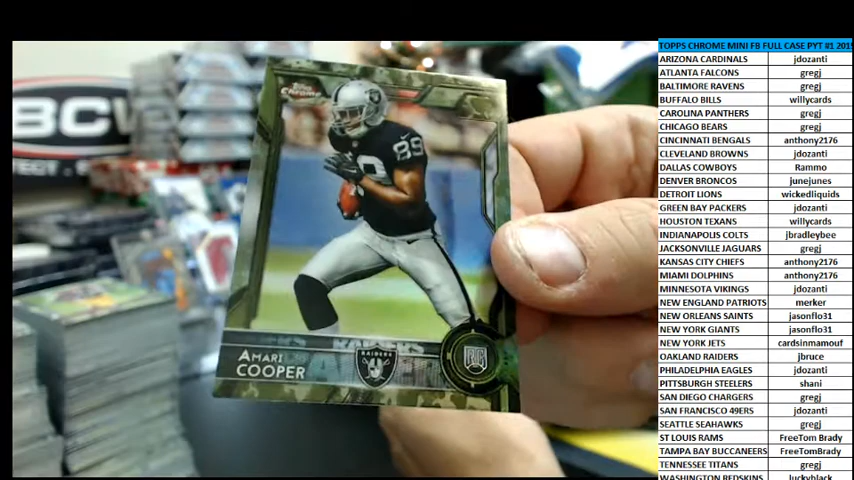 BCW
Topps
Chrome
89
RAIDERS
AMARI
COOPER
RAIDERS
RC
TOPPS CHROME MINI FB FULL CASE PYT #1 201
ARIZONA CARDINALS jdozanti
ATLANTA FALCONS gregj
BALTIMORE RAVENS gregj
BUFFALO BILLS willycards
CAROLINA PANTHERS gregj
CHICAGO BEARS gregj
CINCINNATI BENGALS anthony2176
CLEVELAND BROWNS jdozanti
DALLAS COWBOYS Rammo
DENVER BRONCOS junejunes
DETROIT LIONS wickedliquids
GREEN BAY PACKERS jdozanti
HOUSTON TEXANS willycards
INDIANAPOLIS COLTS jbradleybee
JACKSONVILLE JAGUARS gregj
KANSAS CITY CHIEFS anthony2176
MIAMI DOLPHINS anthony2176
MINNESOTA VIKINGS jdozanti
NEW ENGLAND PATRIOTS merker
NEW ORLEANS SAINTS jasonflo31
NEW YORK GIANTS jasonflo31
NEW YORK JETS cardsinmamouf
OAKLAND RAIDERS jbruce
PHILADELPHIA EAGLES jdozanti
PITTSBURGH STEELERS shani
SAN DIEGO CHARGERS gregj
SAN FRANCISCO 49ERS jdozanti
SEATTLE SEAHAWKS gregj
ST LOUIS RAMS FreeTom Brady
TAMPA BAY BUCCANEERS FreeTomBrady
TENNESSEE TITANS gregj
WASHINGTON REDSKINS luckyblack